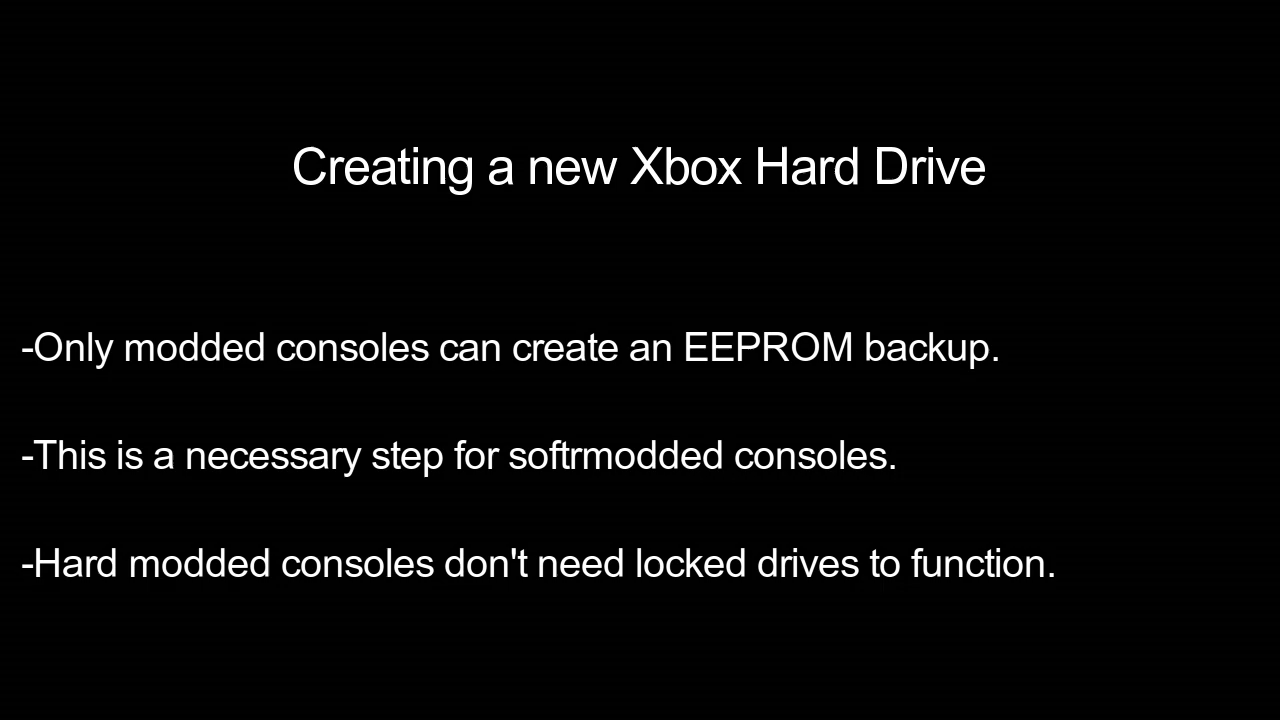 Creating a new Xbox Hard Drive
-Only modded consoles can create an EEPROM backup.
-This is a necessary step for softrmodded consoles.
-Hard modded consoles don't need locked drives to function.